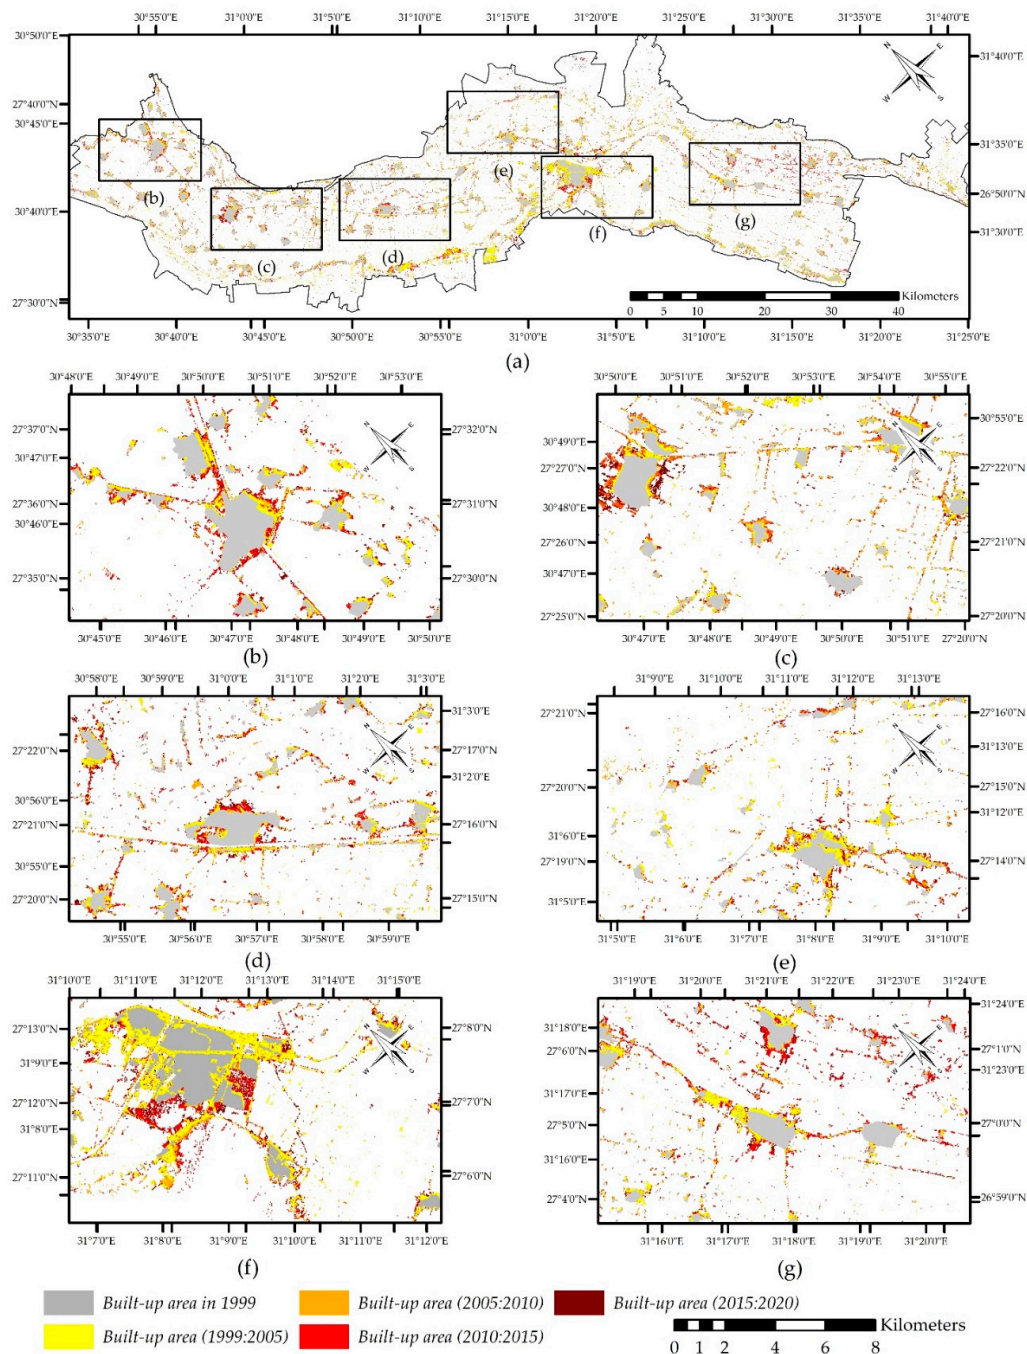 30°55'0"E 31°0'0"E 31°5'0"E 31°10'0"E 31°20'0"E 31°30'0"E 31°35'0"E 31°40'0"E
30°50'0"E
31°40'0"E
N E
W S
27°40'0"N
30°45'0"E
31°35'0"E
(b) (e) (g)
26°50'0"N
30°40'0"E
31°30'0"E
(c) (d) (f)
27°30'0"N
Kilometers
0 5 10 20 30 40
30°35'0"E 30°40'0"E 30°45'0"E 30°50'0"E 30°55'0"E 31°0'0"E 31°5'0"E 31°10'0"E 31°15'0"E 31°20'0"E 31°25'0"E
(a)
30°48'0"E 30°49'0"E 30°50'0"E 30°51'0"E 30°52'0"E 30°53'0"E
27°37'0"N 27°32'0"N
N E
W S
30°47'0"E
27°36'0"N 27°31'0"N
30°46'0"E
27°35'0"N 27°30'0"N
30°45'0"E 30°46'0"E 30°47'0"E 30°48'0"E 30°49'0"E 30°50'0"E
(b)
30°50'0"E 30°51'0"E 30°52'0"E 30°53'0"E 30°54'0"E 30°55'0"E
30°55'0"E
30°49'0"E
N E
W S
27°27'0"N 27°22'0"N
30°48'0"E
27°26'0"N 27°21'0"N
30°47'0"E
27°25'0"N 27°20'0"N
30°47'0"E 30°48'0"E 30°49'0"E 30°50'0"E 30°51'0"E 27°20'0"N
(c)
30°58'0"E 30°59'0"E 31°0'0"E 31°1'0"E 31°2'0"E 31°3'0"E
31°3'0"E
N E
W S
27°22'0"N 27°17'0"N
31°2'0"E
30°56'0"E
27°21'0"N 27°16'0"N
30°55'0"E
27°20'0"N 27°15'0"N
30°55'0"E 30°56'0"E 30°57'0"E 30°58'0"E 30°59'0"E
(d)
31°9'0"E 31°10'0"E 31°11'0"E 31°12'0"E 31°13'0"E
27°21'0"N 27°16'0"N
N E
W S
31°13'0"E
27°20'0"N 27°15'0"N
31°12'0"E
31°6'0"E
27°19'0"N 27°14'0"N
31°5'0"E
31°5'0"E 31°6'0"E 31°7'0"E 31°8'0"E 31°9'0"E 31°10'0"E
(e)
31°10'0"E 31°11'0"E 31°12'0"E 31°13'0"E 31°14'0"E 31°15'0"E
27°13'0"N 27°8'0"N
31°9'0"E
27°12'0"N 27°7'0"N
31°8'0"E
27°11'0"N 27°6'0"N
31°7'0"E 31°8'0"E 31°9'0"E 31°10'0"E 31°11'0"E 31°12'0"E
(f)
31°19'0"E 31°20'0"E 31°21'0"E 31°22'0"E 31°23'0"E 31°24'0"E
31°24'0"E
31°18'0"E
N E
W S
27°6'0"N 27°1'0"N
31°23'0"E
31°17'0"E
27°5'0"N 27°0'0"N
31°16'0"E
27°4'0"N 26°59'0"N
31°16'0"E 31°17'0"E 31°18'0"E 31°19'0"E 31°20'0"E
(g)
Built-up area in 1999 Built-up area (2005:2010) Built-up area (2015:2020)
Built-up area (1999:2005) Built-up area (2010:2015)
Kilometers
0 1 2 4 6 8